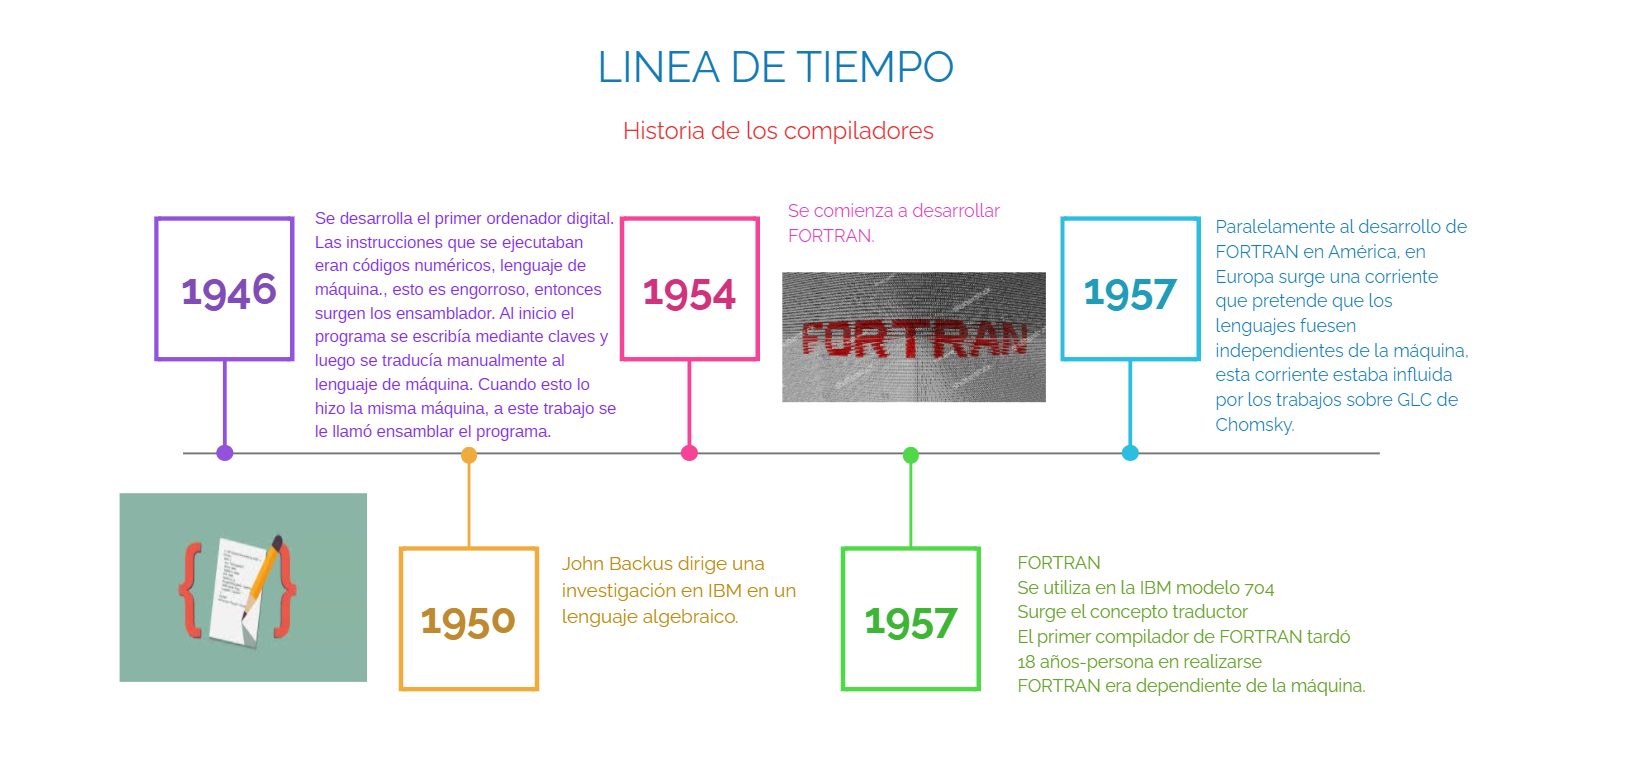 LINEA DE TIEMPO
Historia de los compiladores
1946
Se desarrolla el primer ordenador digital.
Las instrucciones que se ejecutaban
eran códigos numéricos, lenguaje de
máquina., esto es engorroso, entonces
surgen los ensamblador. Al inicio el
programa se escribía mediante claves y
luego se traducía manualmente al
lenguaje de máquina. Cuando esto lo
hizo la misma máquina, a este trabajo se
le llamó ensamblar el programa.
1950
John Backus dirige una
investigación en IBM en un
lenguaje algebraico.
1954
Se comienza a desarrollar
FORTRAN.
FORTRAN
1957
FORTRAN
Se utiliza en la IBM modelo 704
Surge el concepto traductor
El primer compilador de FORTRAN tardó
18 años-persona en realizarse
FORTRAN era dependiente de la máquina.
1957
Paralelamente al desarrollo de
FORTRAN en América, en
Europa surge una corriente
que pretende que los
lenguajes fuesen
independientes de la máquina,
esta corriente estaba influida
por los trabajos sobre GLC de
Chomsky.